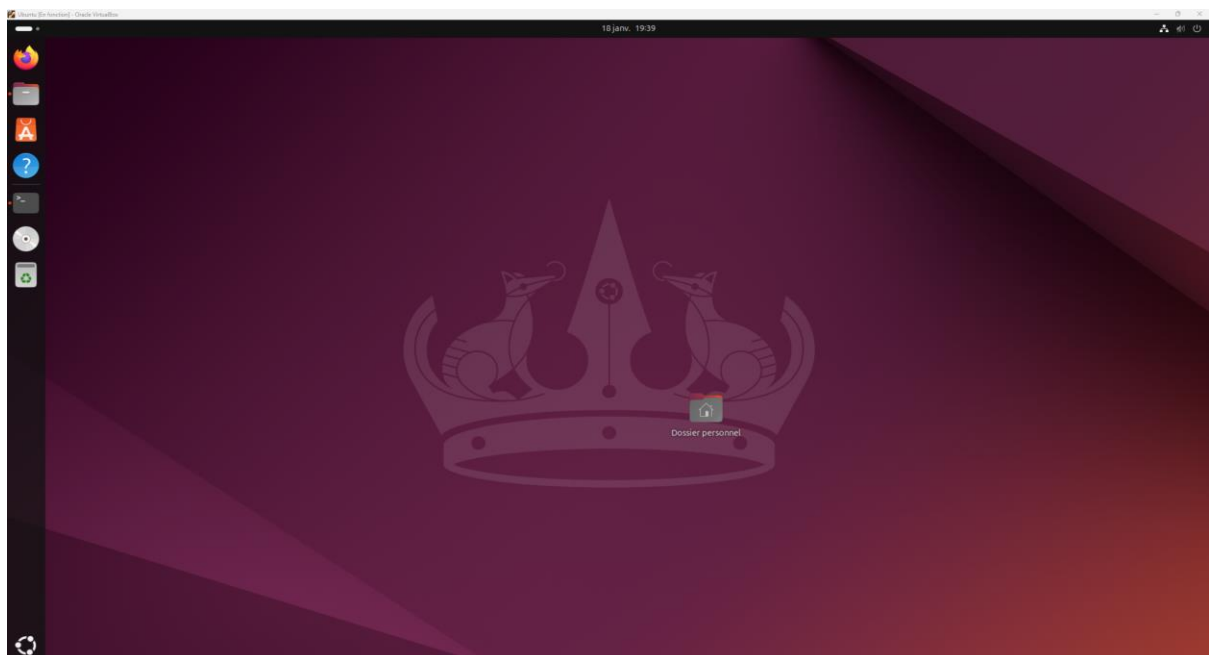 Ubuntu [En fonction] - Oracle VirtualBox
18 janv. 19:39
Dossier personnel